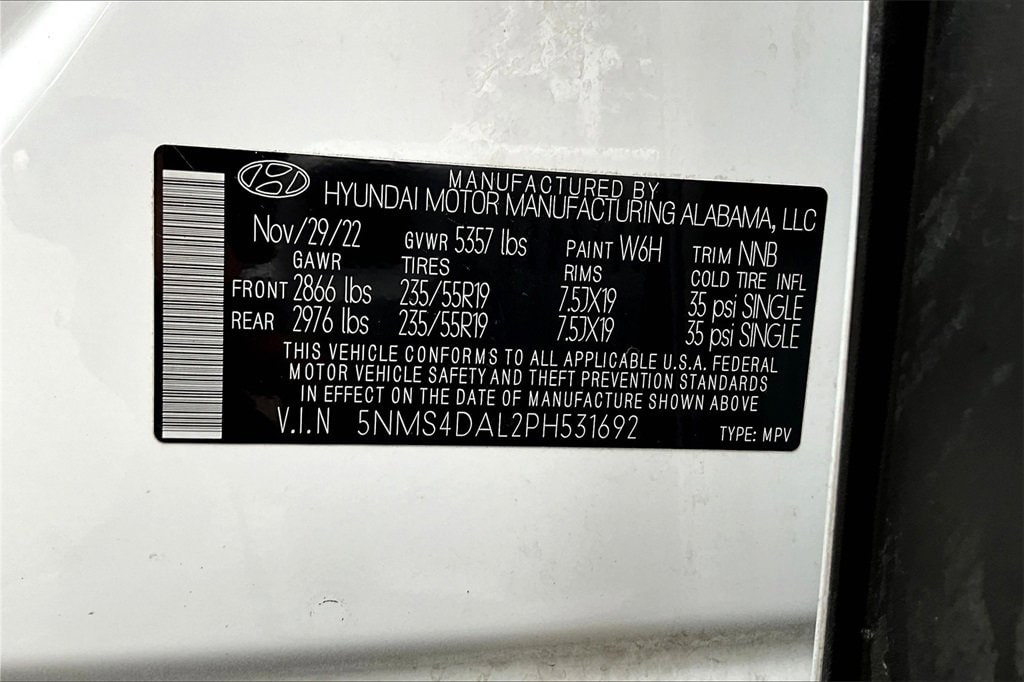 MANUFACTURED BY
HYUNDAI MOTOR MANUFACTURING ALABAMA, LLC
Nov/29/22 GVWR 5357 lbs PAINT W6H TRIM NNB
GAWR TIRES RIMS COLD TIRE INFL
FRONT 2866 lbs 235/55R19 7.5JX19 35 psi SINGLE
REAR 2976 lbs 235/55R19 7.5JX19 35 psi SINGLE
THIS VEHICLE CONFORMS TO ALL APPLICABLE U.S.A. FEDERAL
MOTOR VEHICLE SAFETY AND THEFT PREVENTION STANDARDS
IN EFFECT ON THE DATE OF MANUFACTURE SHOWN ABOVE
V.I.N 5NMS4DAL2PH531692 TYPE: MPV